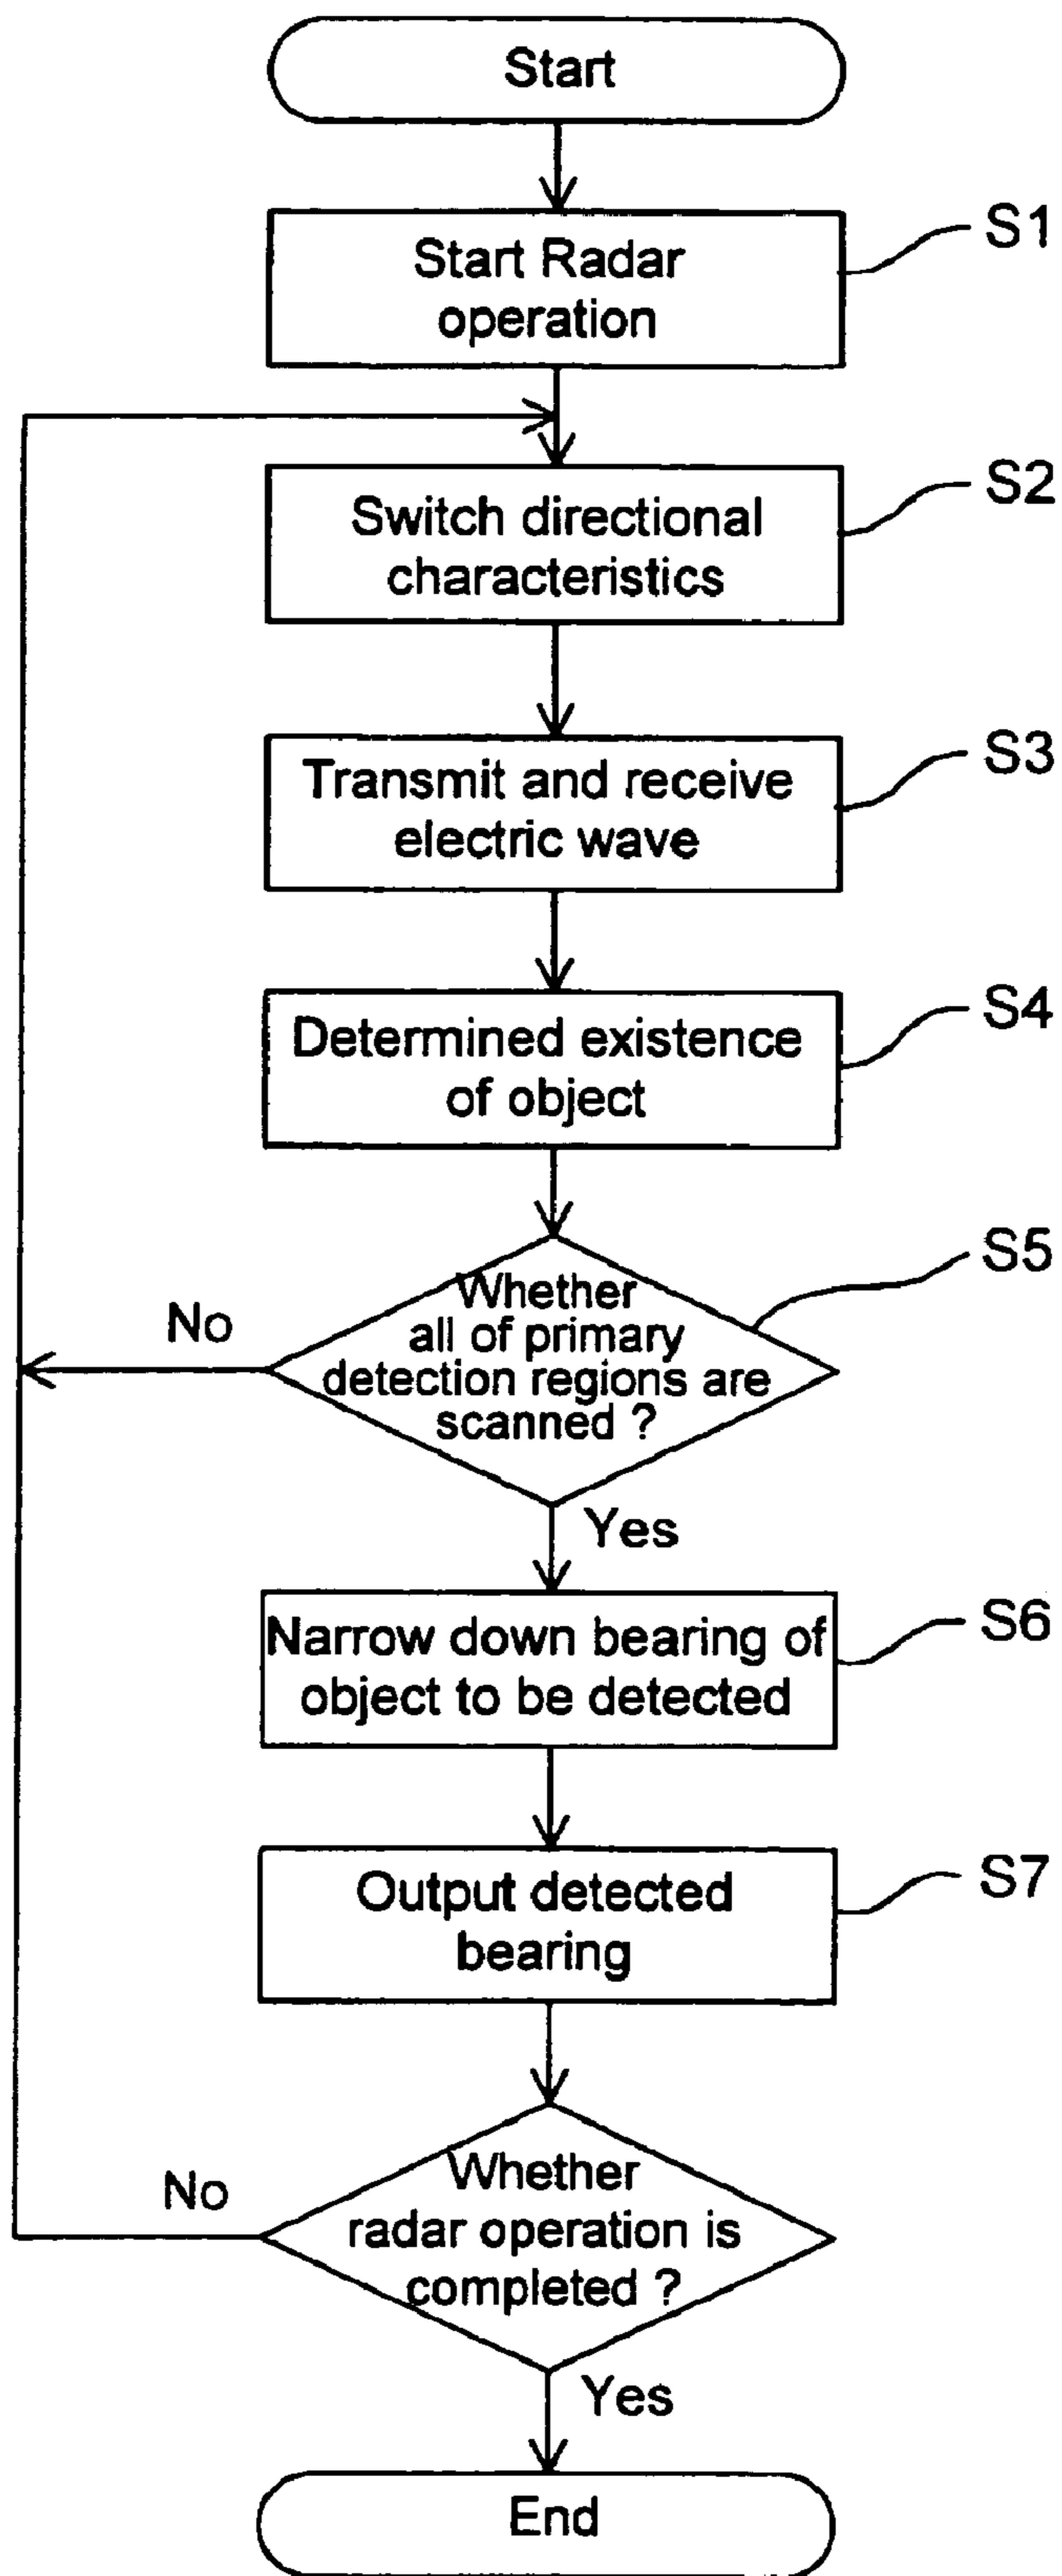 Start
Start Radar
operation
S1
Switch directional
characteristics
S2
Transmit and receive
electric wave
S3
Determined existence
of object
S4
Whether
all of primary
detection regions are
scanned ?
S5
No
Yes
Narrow down bearing of
object to be detected
S6
Output detected
bearing
S7
Whether
radar operation is
completed ?
No
Yes
End